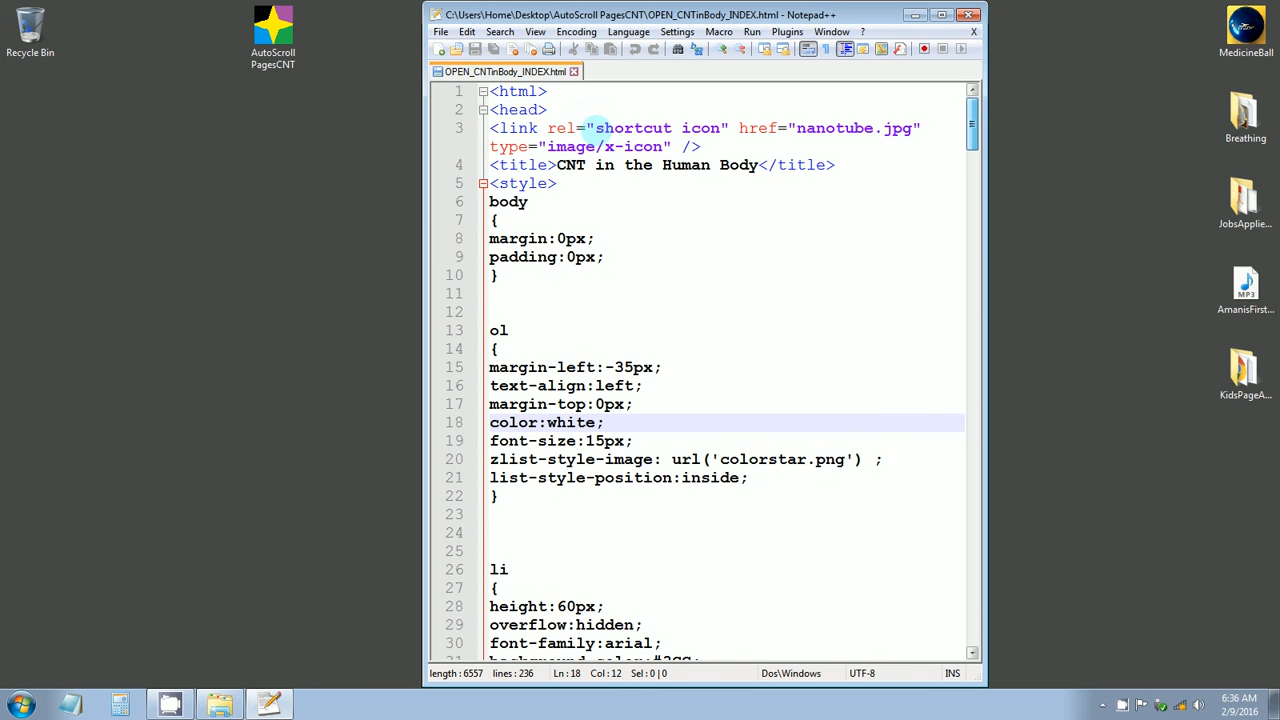 Recycle Bin
AutoScroll
PagesCNT
C:\Users\Home\Desktop\AutoScroll PagesCNT\OPEN_CNTinBody_INDEX.html - Notepad++
File Edit Search View Encoding Language Settings Macro Run Plugins Window ? X
OPEN_CNTinBody_INDEX.html
1 <html>
2 <head>
3 <link rel="shortcut icon" href="nanotube.jpg"
type="image/x-icon" />
4 <title>CNT in the Human Body</title>
5 <style>
6 body
7 {
8 margin:0px;
9 padding:0px;
10 }
11
12
13 ol
14 {
15 margin-left:-35px;
16 text-align:left;
17 margin-top:0px;
18 color:white;
19 font-size:15px;
20 zlist-style-image: url('colorstar.png') ;
21 list-style-position:inside;
22 }
23
24
25
26 li
27 {
28 height:60px;
29 overflow:hidden;
30 font-family:arial;
length : 6557 lines : 236 Ln : 18 Col : 12 Sel : 0 | 0 Dos\Windows UTF-8 INS
MedicineBall
Breathing
JobsApplie...
MP3
AmanisFirst...
KidsPageA...
6:36 AM
2/9/2016